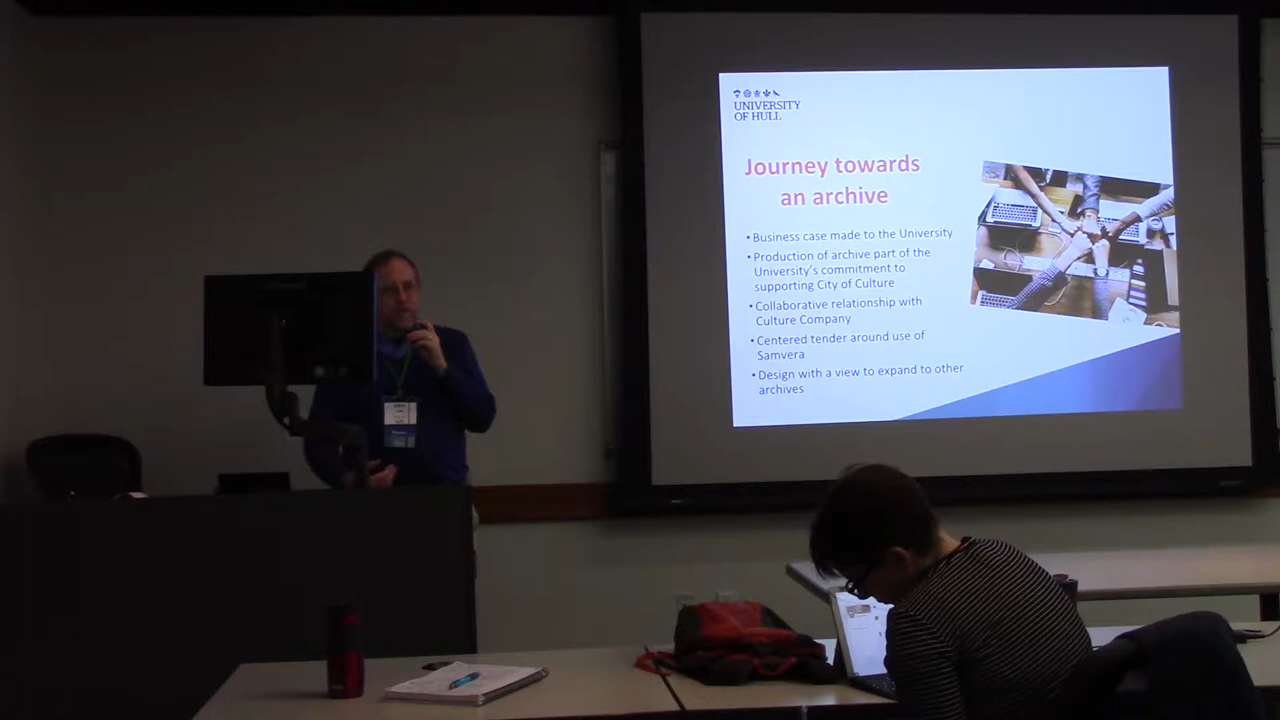 UNIVERSITY
OF HULL
Journey towards
an archive
• Business case made to the University
• Production of archive part of the
University's commitment to
supporting City of Culture
• Collaborative relationship with
Culture Company
• Centered tender around use of
Samvera
• Design with a view to expand to other
archives